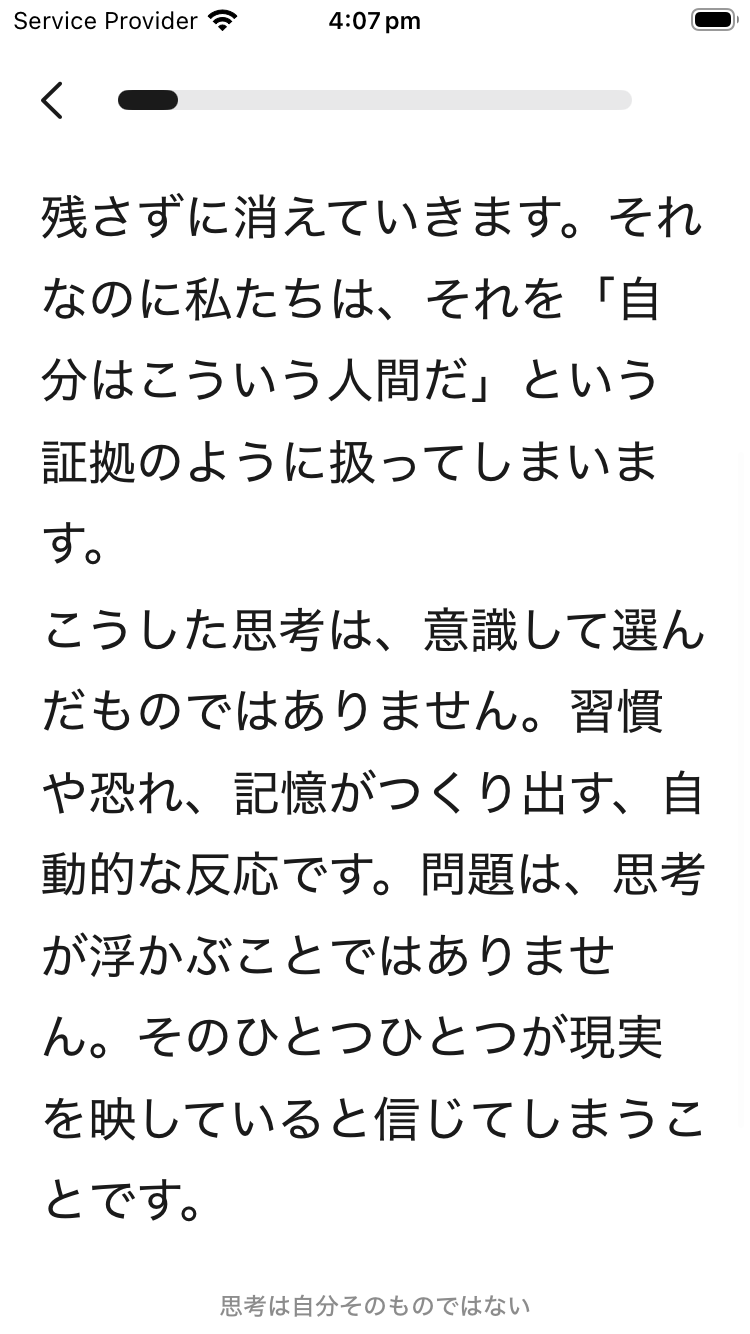 Service Provider 4:07 pm
残さずに消えていきます。それ
なのに私たちは、それを「自
分はこういう人間だ」という
証拠のように扱ってしまいま
す。
こうした思考は、意識して選ん
だものではありません。習慣
や恐れ、記憶がつくり出す、自
動的な反応です。問題は、思考
が浮かぶことではありませ
ん。そのひとつひとつが現実
を映していると信じてしまうこ
とです。
思考は自分そのものではない